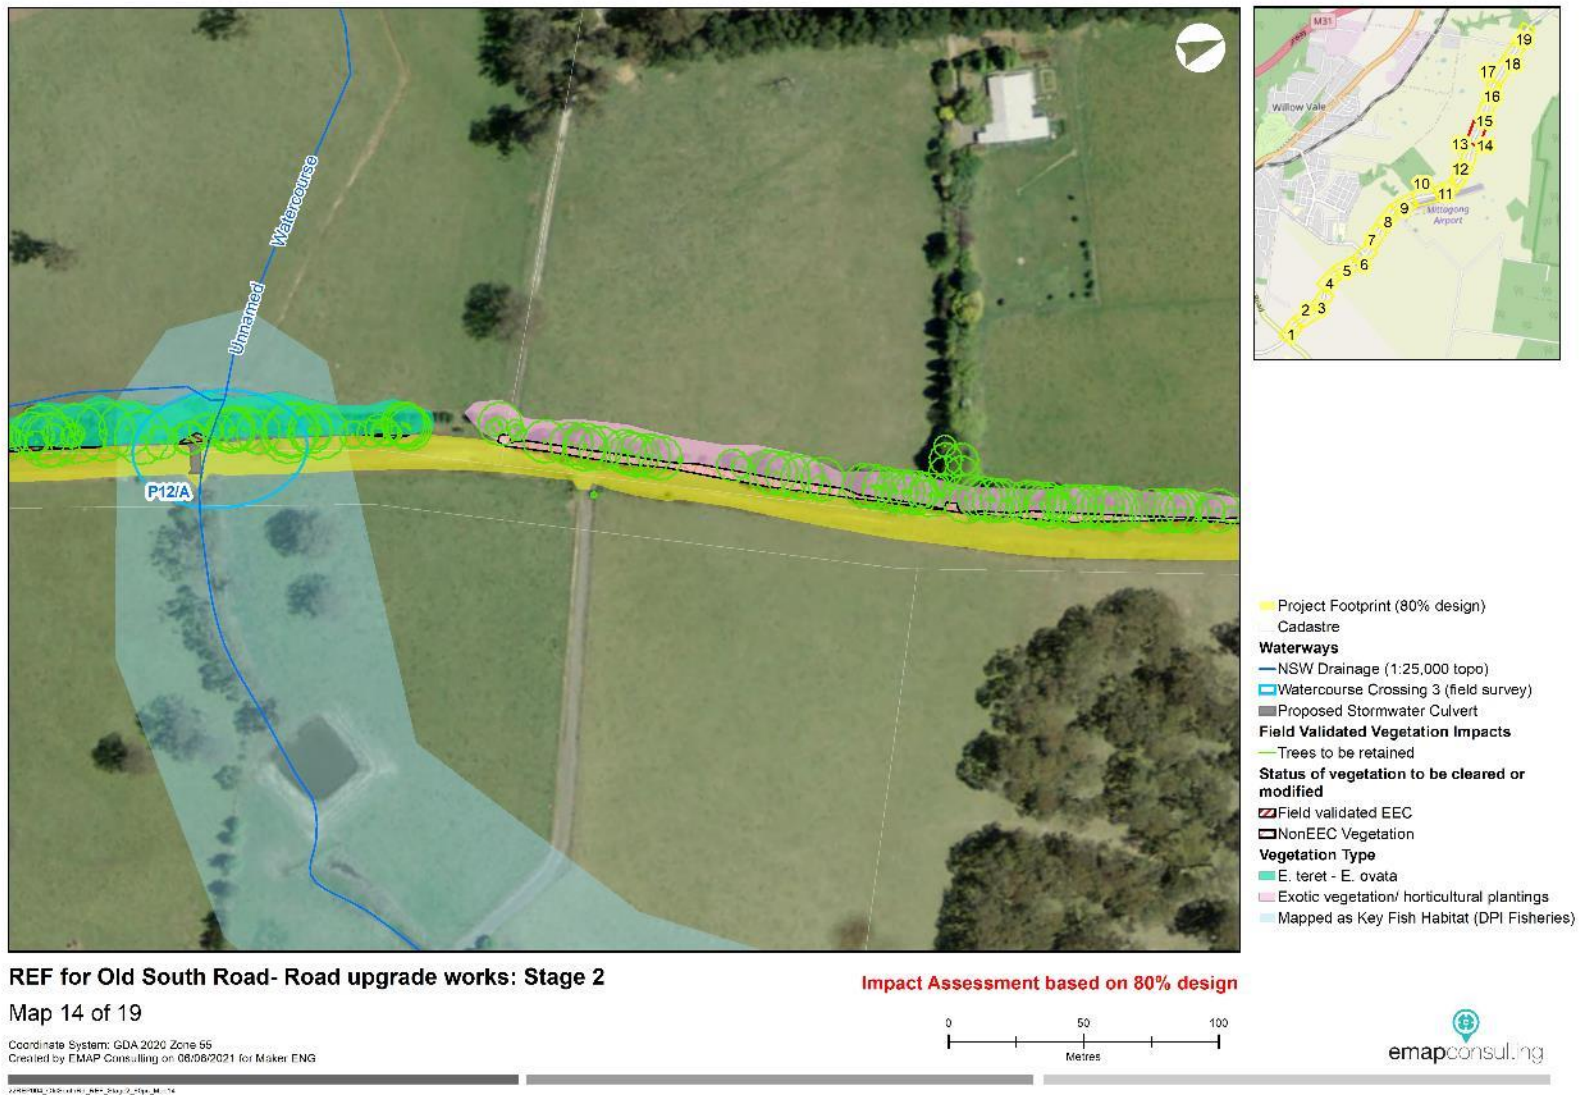 Unnamed Watercourse
P12/A
M31
Willow Vale
19
18
17
16
15
14
13
12
11
10
9
8
7
6
5
4
3
2
1
Mittagong
Airport
Road
Project Footprint (80% design)
Cadastre
Waterways
NSW Drainage (1:25,000 topo)
Watercourse Crossing 3 (field survey)
Proposed Stormwater Culvert
Field Validated Vegetation Impacts
Trees to be retained
Status of vegetation to be cleared or
modified
Field validated EEC
NonEEC Vegetation
Vegetation Type
E. teret - E. ovata
Exotic vegetation/ horticultural plantings
Mapped as Key Fish Habitat (DPI Fisheries)
REF for Old South Road- Road upgrade works: Stage 2
Impact Assessment based on 80% design
Map 14 of 19
0 50 100
Metres
Coordinate System: GDA 2020 Zone 55
Created by EMAP Consulting on 06/08/2021 for Maker ENG
emapconsulting